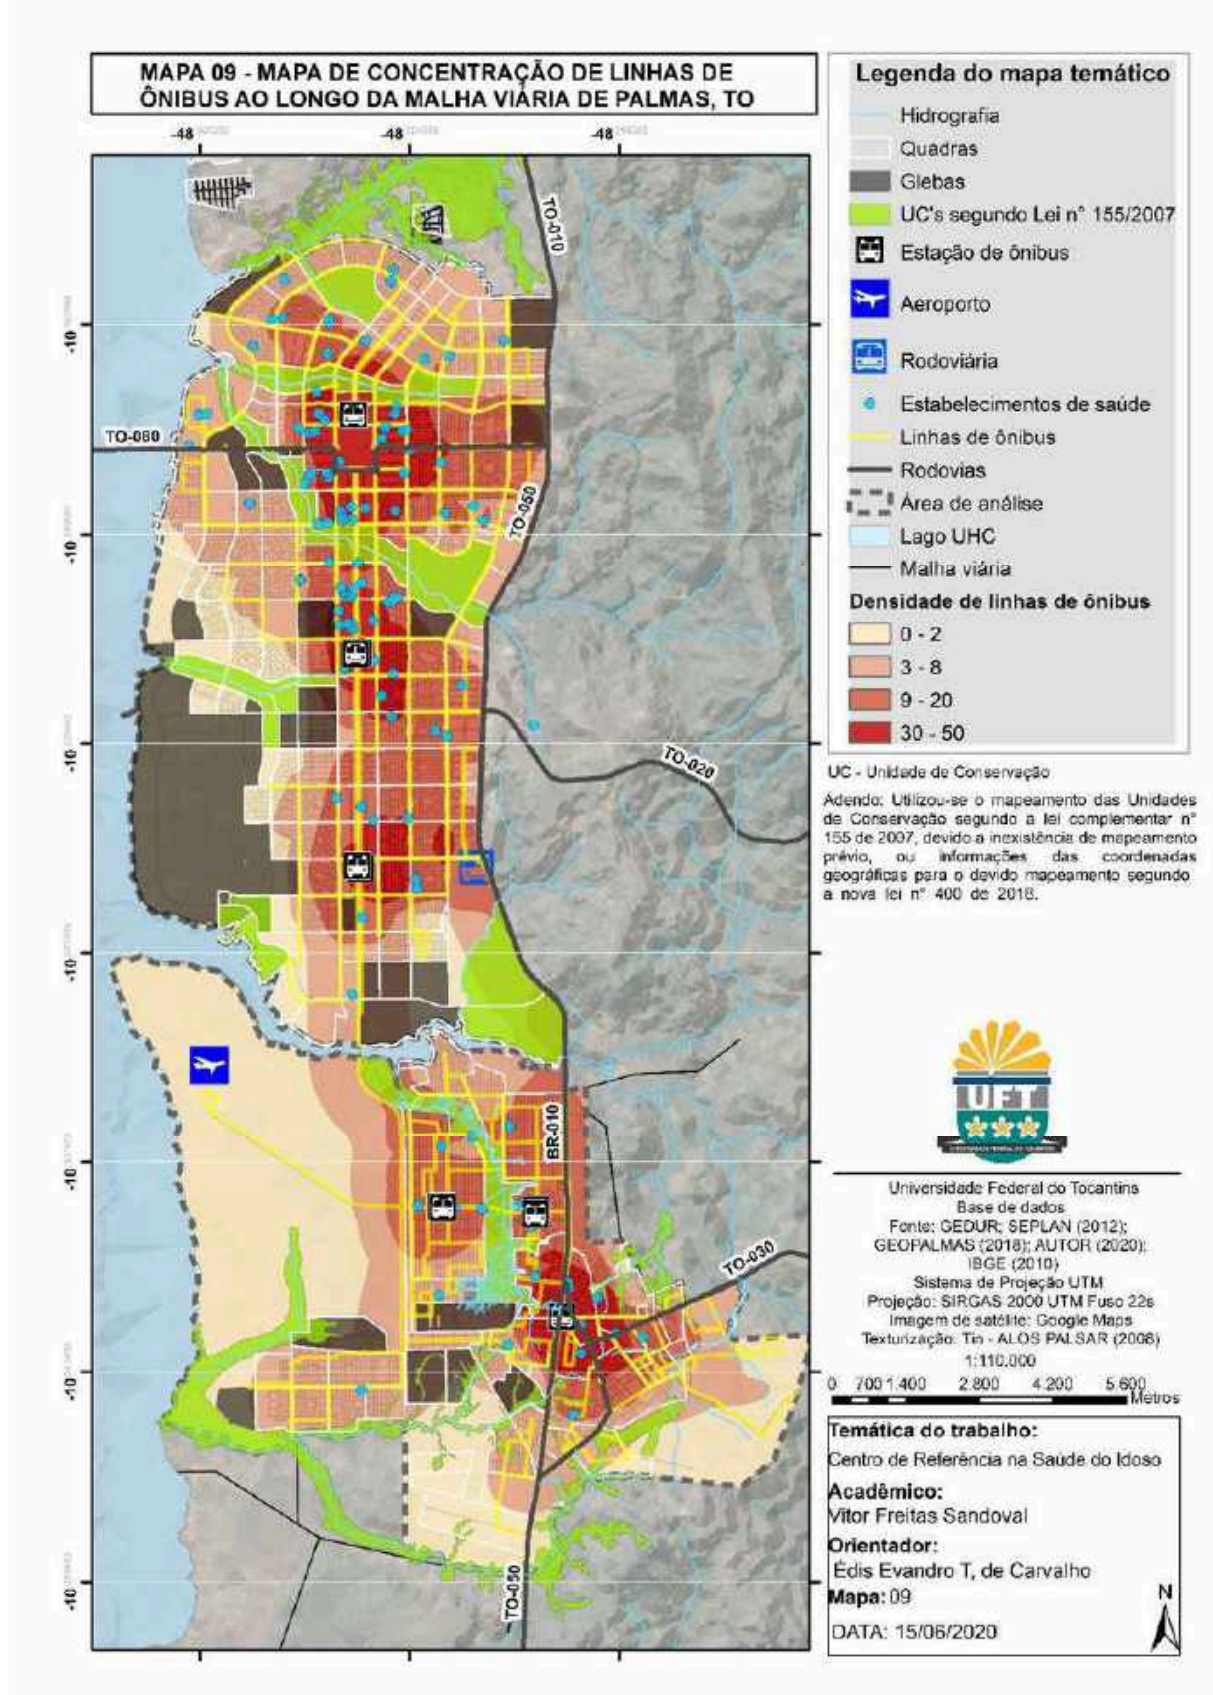 MAPA 09 - MAPA DE CONCENTRAÇÃO DE LINHAS DE
ÔNIBUS AO LONGO DA MALHA VIÁRIA DE PALMAS, TO
-48
-48
-48
-10
-10
-10
-10
-10
-10
-10
TO-010
TO-080
TO-050
TO-020
BR-010
TO-030
TO-050
Legenda do mapa temático
Hidrografia
Quadras
Glebas
UC's segundo Lei n° 155/2007
Estação de ônibus
Aeroporto
Rodoviária
Estabelecimentos de saúde
Linhas de ônibus
Rodovias
Área de análise
Lago UHC
Malha viária
Densidade de linhas de ônibus
0 - 2
3 - 8
9 - 20
30 - 50
UC - Unidade de Conservação
Adendo: Utilizou-se o mapeamento das Unidades
de Conservação segundo a lei complementar n°
155 de 2007, devido a inexistência de mapeamento
prévio, ou informações das coordenadas
geográficas para o devido mapeamento segundo
a nova lei n° 400 de 2018.
UFT
Universidade Federal do Tocantins
Base de dados
Fonte: GEDUR; SEPLAN (2012);
GEOPALMAS (2018); AUTOR (2020);
IBGE (2010)
Sistema de Projeção UTM
Projeção: SIRGAS 2000 UTM Fuso 22s
Imagem de satélite: Google Maps
Texturização: Tin - ALOS PALSAR (2008)
1:110.000
0 700 1.400 2.800 4.200 5.600
Metros
Temática do trabalho:
Centro de Referência na Saúde do Idoso
Acadêmico:
Vitor Freitas Sandoval
Orientador:
Édis Evandro T, de Carvalho
Mapa: 09
DATA: 15/06/2020
N